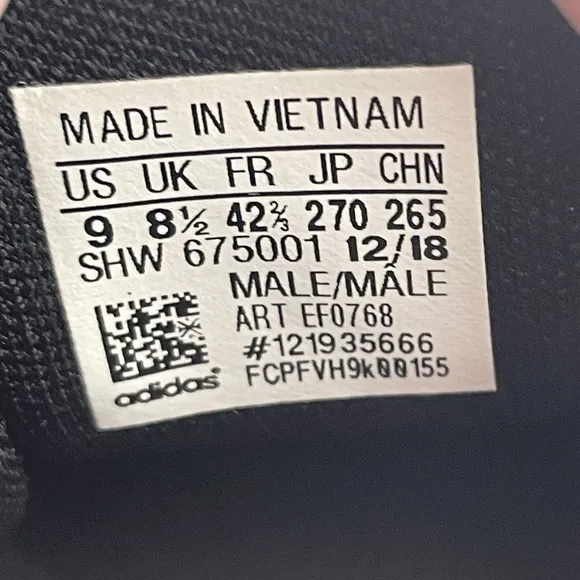 MADE IN VIETNAM
US UK FR JP CHN
9 8½ 42⅔ 270 265
SHW 675001 12/18
MALE/MÂLE
ART EF0768
#121935666
FCPFVH9k00155
adidas